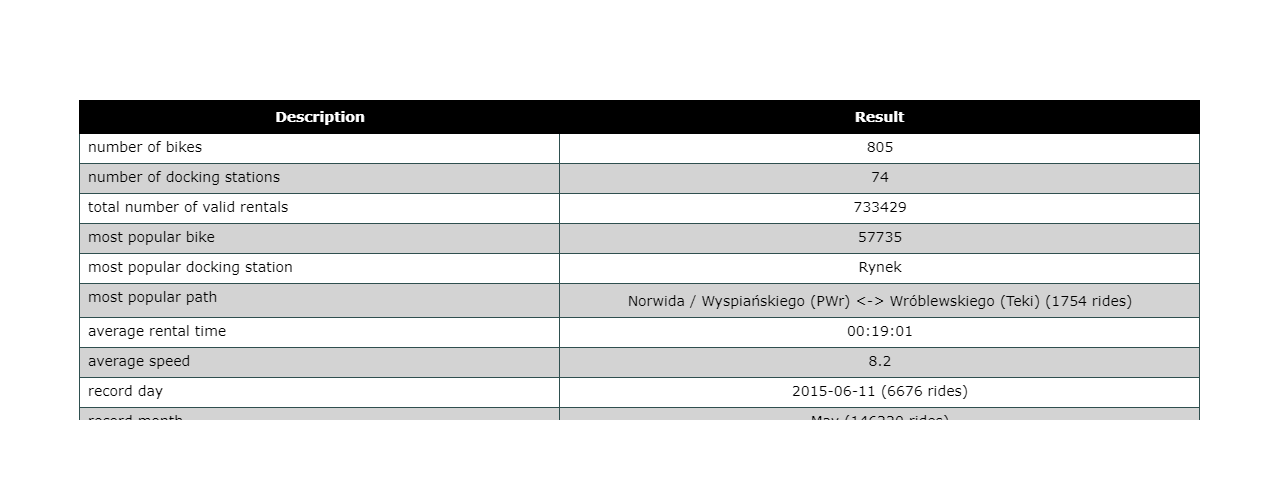 Description Result
number of bikes 805
number of docking stations 74
total number of valid rentals 733429
most popular bike 57735
most popular docking station Rynek
most popular path Norwida / Wyspiańskiego (PWr) <-> Wróblewskiego (Teki) (1754 rides)
average rental time 00:19:01
average speed 8.2
record day 2015-06-11 (6676 rides)
record month May